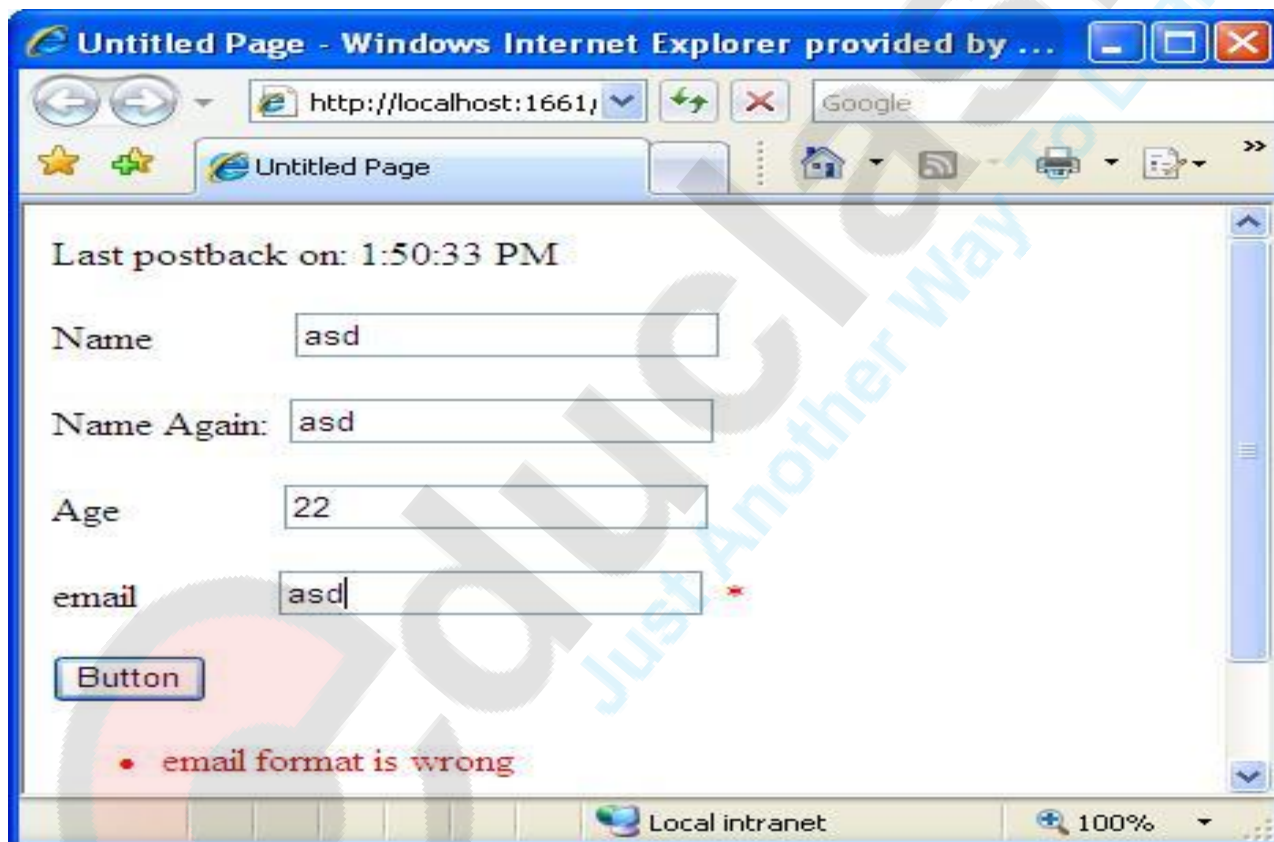 Untitled Page - Windows Internet Explorer provided by ...
http://localhost:1661/
Google
Untitled Page
»
Last postback on: 1:50:33 PM
Name asd
Name Again: asd
Age 22
email asd *
Button
• email format is wrong
Local intranet 100%
educlas
Just Another Way To